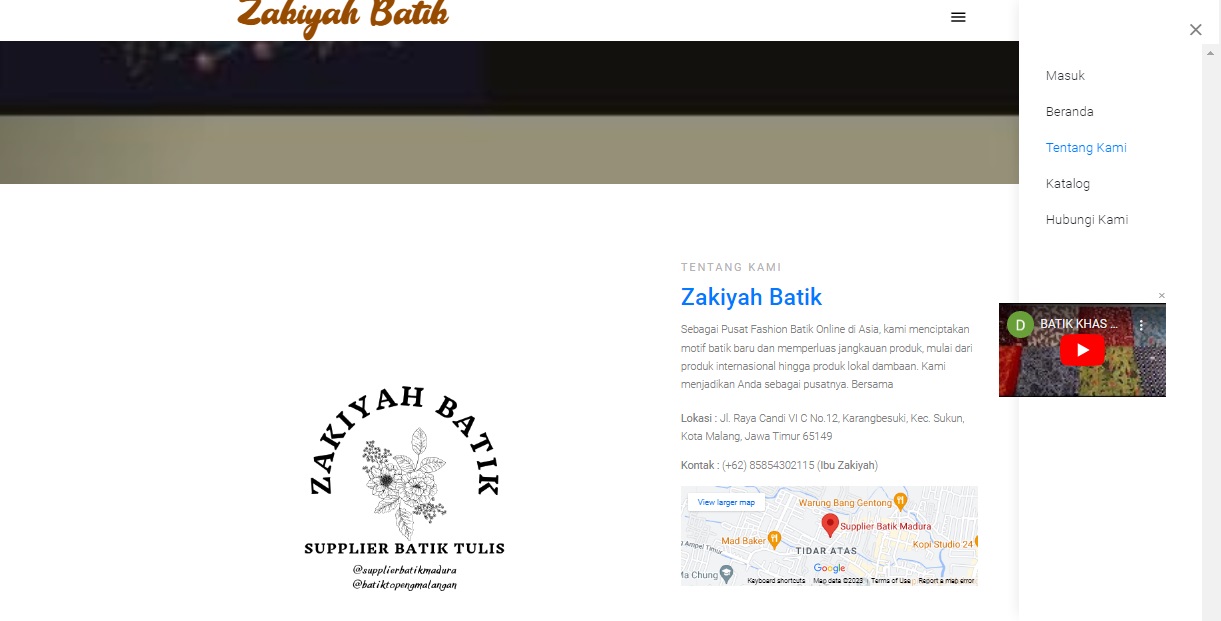 Zakiyah Batik
Masuk
Beranda
Tentang Kami
Katalog
Hubungi Kami
TENTANG KAMI
Zakiyah Batik
Sebagai Pusat Fashion Batik Online di Asia, kami menciptakan
motif batik baru dan memperluas jangkauan produk, mulai dari
produk internasional hingga produk lokal dambaan. Kami
menjadikan Anda sebagai pusatnya. Bersama
Lokasi : Jl. Raya Candi VI C No.12, Karangbesuki, Kec. Sukun,
Kota Malang, Jawa Timur 65149
Kontak : (+62) 85854302115 (Ibu Zakiyah)
D BATIK KHAS ...
ZAKIYAH BATIK
SUPPLIER BATIK TULIS
@supplierbatikmadura
@batiktopengmalangan
View larger map
Warung Bang Gentong
Supplier Batik Madura
Mad Baker
Ampel Timur
TIDAR ATAS
Kopi Studio 24
Ma Chung
Google
Keyboard shortcuts Map data ©2023 Terms of Use Report a map error